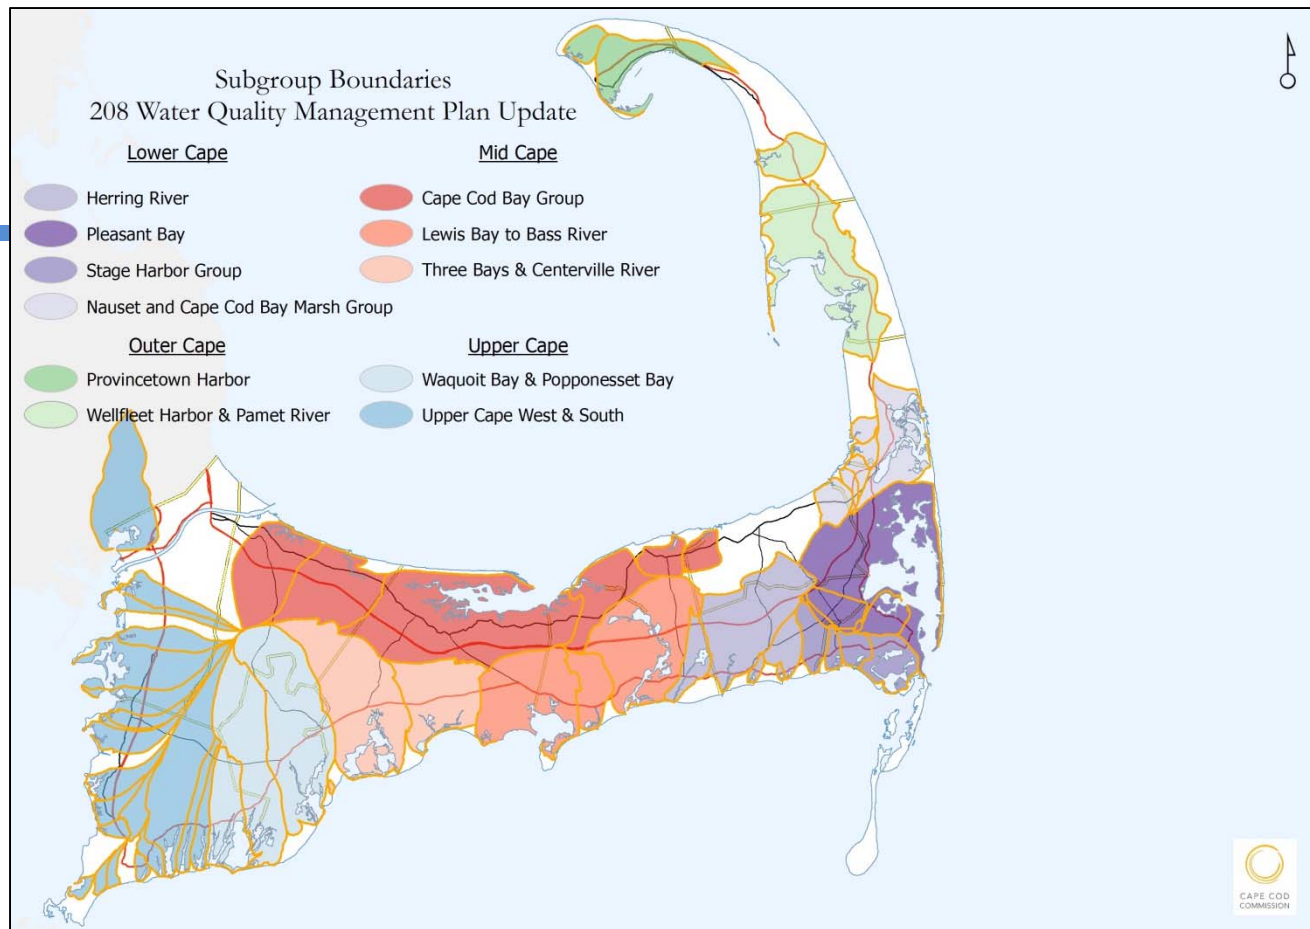 Subgroup Boundaries
208 Water Quality Management Plan Update
Lower Cape
Herring River
Pleasant Bay
Stage Harbor Group
Nauset and Cape Cod Bay Marsh Group
Mid Cape
Cape Cod Bay Group
Lewis Bay to Bass River
Three Bays & Centerville River
Outer Cape
Provincetown Harbor
Wellfleet Harbor & Pamet River
Upper Cape
Waquoit Bay & Popponesset Bay
Upper Cape West & South
CAPE COD
COMMISSION